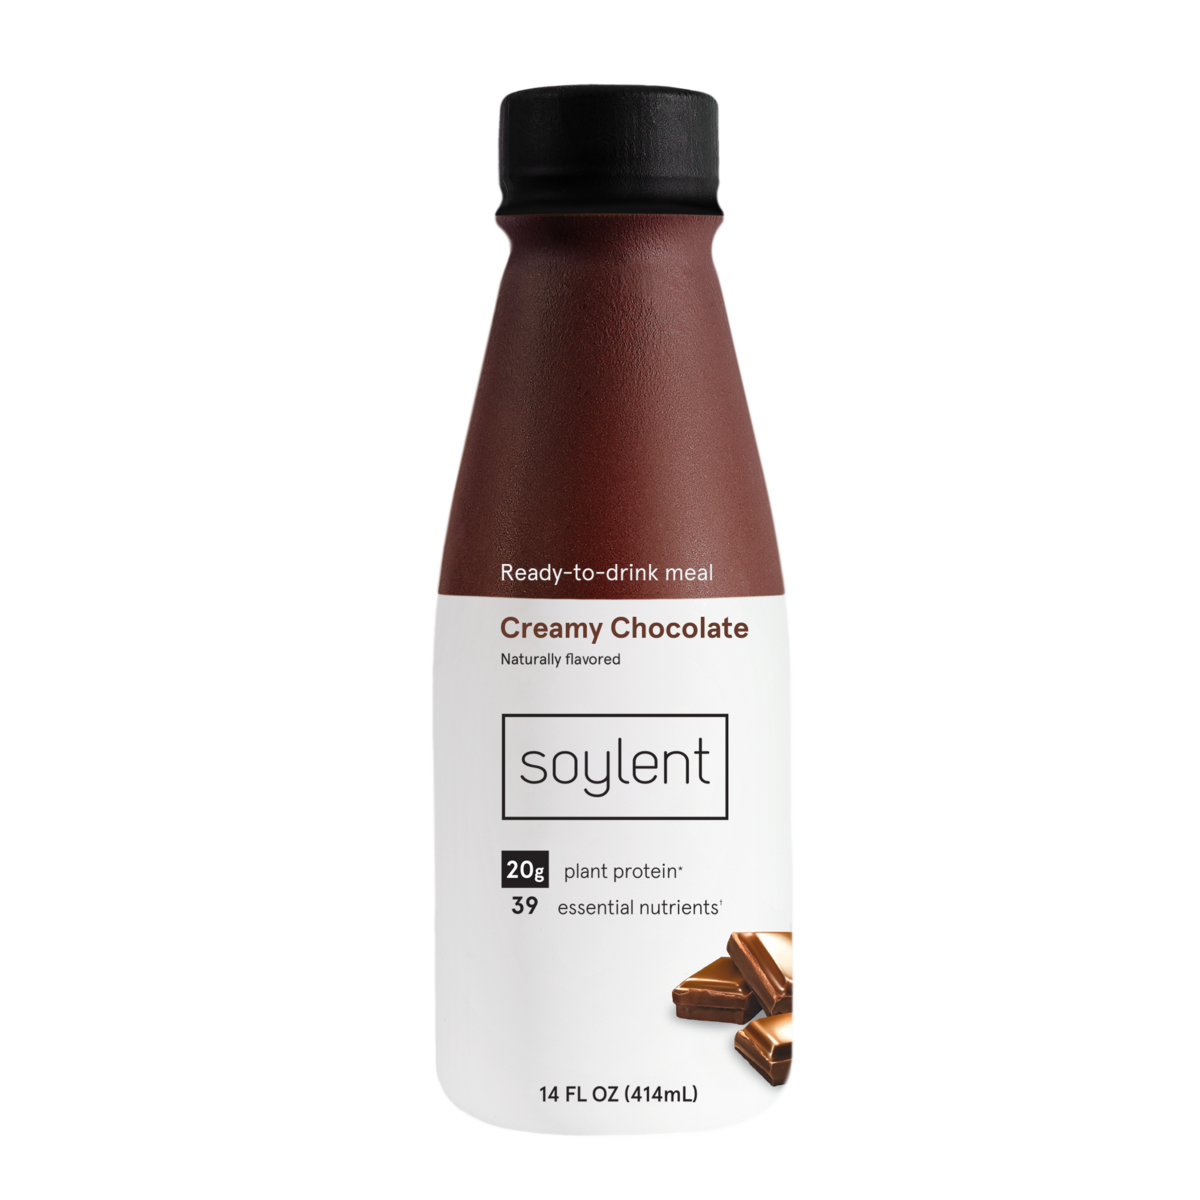 Ready-to-drink meal
Creamy Chocolate
Naturally flavored
soylent
20g plant protein*
39 essential nutrients†
14 FL OZ (414mL)